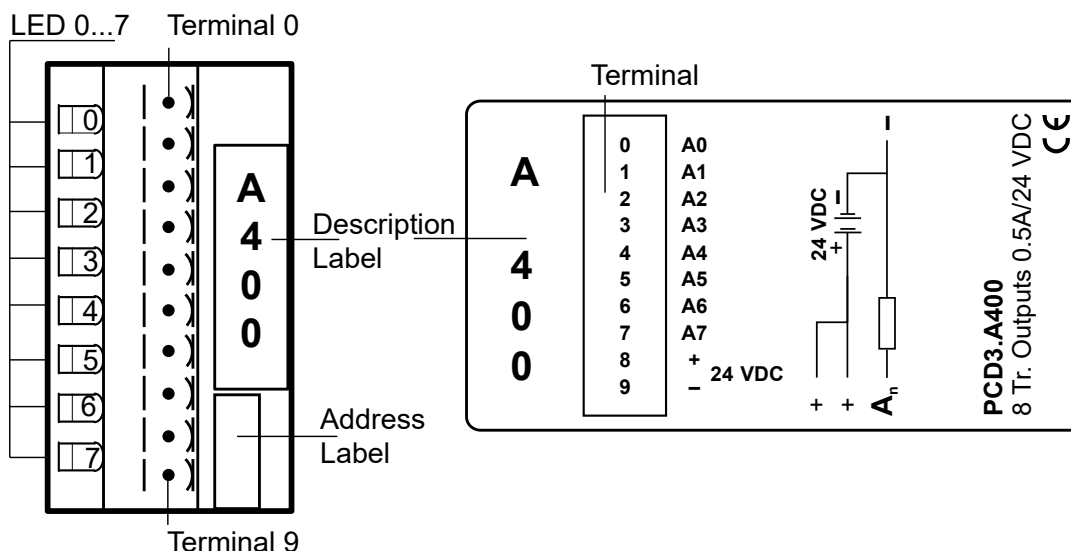 LED 0...7
Terminal 0
0
1
2
3
4
5
6
7
A
4
0
0
Description
Label
Address
Label
Terminal 9
Terminal
A
4
0
0
0 A0
1 A1
2 A2
3 A3
4 A4
5 A5
6 A6
7 A7
8 +
9 –
24 VDC
–
–
24 VDC
+
+ + An
PCD3.A400
8 Tr. Outputs 0.5A/24 VDC
CE